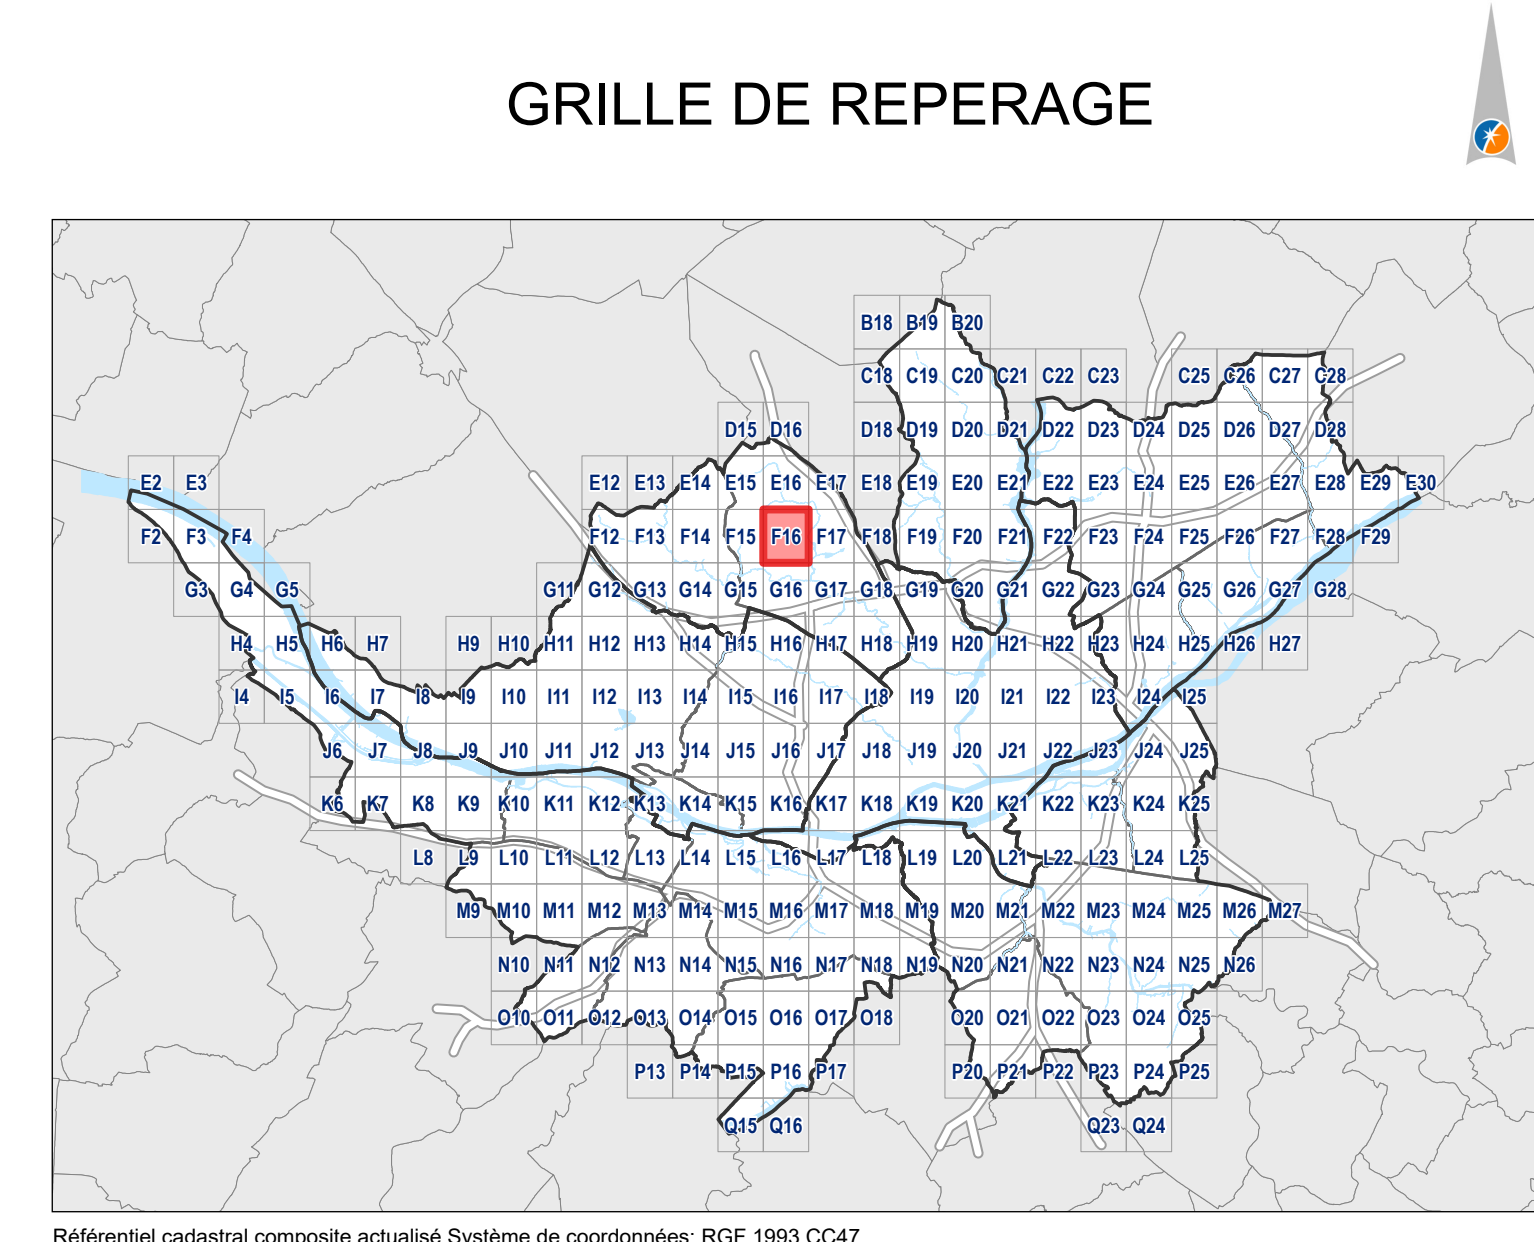 GRILLE DE REPERAGE
B18 B19 B20
C18 C19 C20 C21 C22 C23 C25 C26 C27 C28
D15 D16 D18 D19 D20 D21 D22 D23 D24 D25 D26 D27 D28
E2 E3 E12 E13 E14 E15 E16 E17 E18 E19 E20 E21 E22 E23 E24 E25 E26 E27 E28 E29 E30
F2 F3 F4 F12 F13 F14 F15 F16 F17 F18 F19 F20 F21 F22 F23 F24 F25 F26 F27 F28 F29
G3 G4 G5 G11 G12 G13 G14 G15 G16 G17 G18 G19 G20 G21 G22 G23 G24 G25 G26 G27 G28
H4 H5 H6 H7 H9 H10 H11 H12 H13 H14 H15 H16 H17 H18 H19 H20 H21 H22 H23 H24 H25 H26 H27
I4 I5 I6 I7 I8 I9 I10 I11 I12 I13 I14 I15 I16 I17 I18 I19 I20 I21 I22 I23 I24 I25
J6 J7 J8 J9 J10 J11 J12 J13 J14 J15 J16 J17 J18 J19 J20 J21 J22 J23 J24 J25
K6 K7 K8 K9 K10 K11 K12 K13 K14 K15 K16 K17 K18 K19 K20 K21 K22 K23 K24 K25
L8 L9 L10 L11 L12 L13 L14 L15 L16 L17 L18 L19 L20 L21 L22 L23 L24 L25
M9 M10 M11 M12 M13 M14 M15 M16 M17 M18 M19 M20 M21 M22 M23 M24 M25 M26 M27
N10 N11 N12 N13 N14 N15 N16 N17 N18 N19 N20 N21 N22 N23 N24 N25 N26
O10 O11 O12 O13 O14 O15 O16 O17 O18 O20 O21 O22 O23 O24 O25
P13 P14 P15 P16 P17 P20 P21 P22 P23 P24 P25
Q15 Q16 Q23 Q24
Référentiel cadastral composite actualisé Système de coordonnées: RGF 1993 CC47